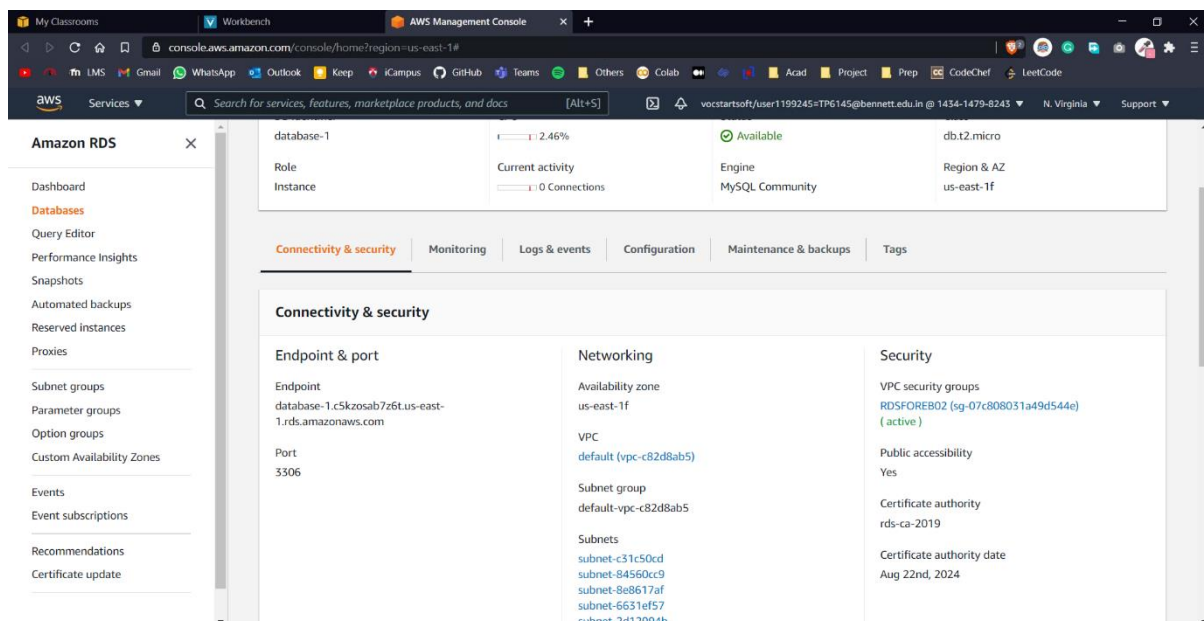 My Classrooms
Workbench
AWS Management Console
console.aws.amazon.com/console/home?region=us-east-1#
LMS
Gmail
WhatsApp
Outlook
Keep
iCampus
GitHub
Teams
Others
Colab
Acad
Project
Prep
CodeChef
LeetCode
aws
Services
Search for services, features, marketplace products, and docs
[Alt+S]
vocstartsoft/user1199245=TP6145@bennett.edu.in @ 1434-1479-8243
N. Virginia
Support
Amazon RDS
Dashboard
Databases
Query Editor
Performance Insights
Snapshots
Automated backups
Reserved instances
Proxies
Subnet groups
Parameter groups
Option groups
Custom Availability Zones
Events
Event subscriptions
Recommendations
Certificate update
database-1
2.46%
Available
db.t2.micro
Role
Current activity
Engine
Region & AZ
Instance
0 Connections
MySQL Community
us-east-1f
Connectivity & security
Monitoring
Logs & events
Configuration
Maintenance & backups
Tags
Connectivity & security
Endpoint & port
Endpoint
database-1.c5kzosab7z6t.us-east-
1.rds.amazonaws.com
Port
3306
Networking
Availability zone
us-east-1f
VPC
default (vpc-c82d8ab5)
Subnet group
default-vpc-c82d8ab5
Subnets
subnet-c31c50cd
subnet-84560cc9
subnet-8e8617af
subnet-6631ef57
Security
VPC security groups
RDSFOREB02 (sg-07c808031a49d544e)
( active )
Public accessibility
Yes
Certificate authority
rds-ca-2019
Certificate authority date
Aug 22nd, 2024